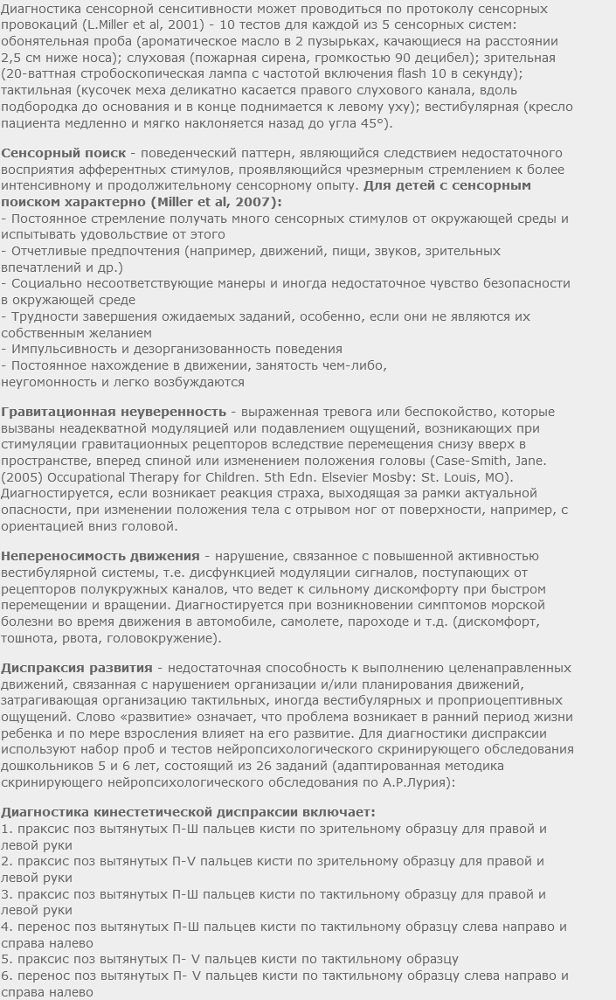 Диагностика сенсорной сенситивности может проводиться по протоколу сенсорных
провокаций (L.Miller et al, 2001) - 10 тестов для каждой из 5 сенсорных систем:
обонятельная проба (ароматическое масло в 2 пузырьках, качающиеся на расстоянии
2,5 см ниже носа); слуховая (пожарная сирена, громкостью 90 децибел); зрительная
(20-ваттная стробоскопическая лампа с частотой включения flash 10 в секунду);
тактильная (кусочек меха деликатно касается правого слухового канала, вдоль
подбородка до основания и в конце поднимается к левому уху); вестибулярная (кресло
пациента медленно и мягко наклоняется назад до угла 45°).
Сенсорный поиск - поведенческий паттерн, являющийся следствием недостаточного
восприятия афферентных стимулов, проявляющийся чрезмерным стремлением к более
интенсивному и продолжительному сенсорному опыту. Для детей с сенсорным
поиском характерно (Miller et al, 2007):
- Постоянное стремление получать много сенсорных стимулов от окружающей среды и
испытывать удовольствие от этого
- Отчетливые предпочтения (например, движений, пищи, звуков, зрительных
впечатлений и др.)
- Социально несоответствующие манеры и иногда недостаточное чувство безопасности
в окружающей среде
- Трудности завершения ожидаемых заданий, особенно, если они не являются их
собственным желанием
- Импульсивность и дезорганизованность поведения
- Постоянное нахождение в движении, занятость чем-либо,
неугомонность и легко возбуждаются
Гравитационная неуверенность - выраженная тревога или беспокойство, которые
вызваны неадекватной модуляцией или подавлением ощущений, возникающих при
стимуляции гравитационных рецепторов вследствие перемещения снизу вверх в
пространстве, вперед спиной или изменением положения головы (Case-Smith, Jane.
(2005) Occupational Therapy for Children. 5th Edn. Elsevier Mosby: St. Louis, MO).
Диагностируется, если возникает реакция страха, выходящая за рамки актуальной
опасности, при изменении положения тела с отрывом ног от поверхности, например, с
ориентацией вниз головой.
Непереносимость движения - нарушение, связанное с повышенной активностью
вестибулярной системы, т.е. дисфункцией модуляции сигналов, поступающих от
рецепторов полукружных каналов, что ведет к сильному дискомфорту при быстром
перемещении и вращении. Диагностируется при возникновении симптомов морской
болезни во время движения в автомобиле, самолете, пароходе и т.д. (дискомфорт,
тошнота, рвота, головокружение).
Диспраксия развития - недостаточная способность к выполнению целенаправленных
движений, связанная с нарушением организации и/или планирования движений,
затрагивающая организацию тактильных, иногда вестибулярных и проприоцептивных
ощущений. Слово «развитие» означает, что проблема возникает в ранний период жизни
ребенка и по мере взросления влияет на его развитие. Для диагностики диспраксии
используют набор проб и тестов нейропсихологического скринирующего обследования
дошкольников 5 и 6 лет, состоящий из 26 заданий (адаптированная методика
скринирующего нейропсихологического обследования по А.Р.Лурия):
Диагностика кинестетической диспраксии включает:
1. праксис поз вытянутых П-Ш пальцев кисти по зрительному образцу для правой и
левой руки
2. праксис поз вытянутых П-V пальцев кисти по зрительному образцу для правой и
левой руки
3. праксис поз вытянутых П-Ш пальцев кисти по тактильному образцу для правой и
левой руки
4. перенос поз вытянутых П-Ш пальцев кисти по тактильному образцу слева направо и
справа налево
5. праксис поз вытянутых П- V пальцев кисти по тактильному образцу
6. перенос поз вытянутых П- V пальцев кисти по тактильному образцу слева направо и
справа налево